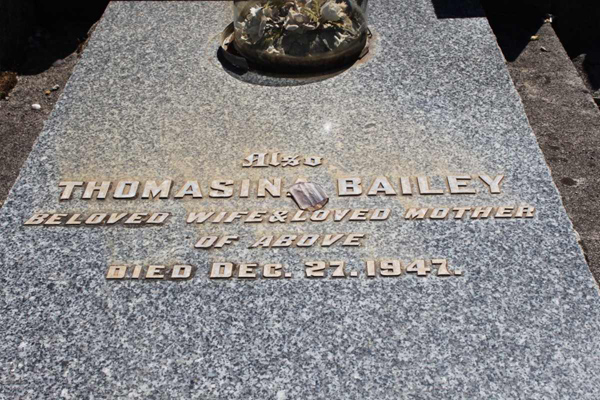 Also
THOMASINA BAILEY
BELOVED WIFE & LOVED MOTHER
OF ABOVE
DIED DEC. 27. 1947.